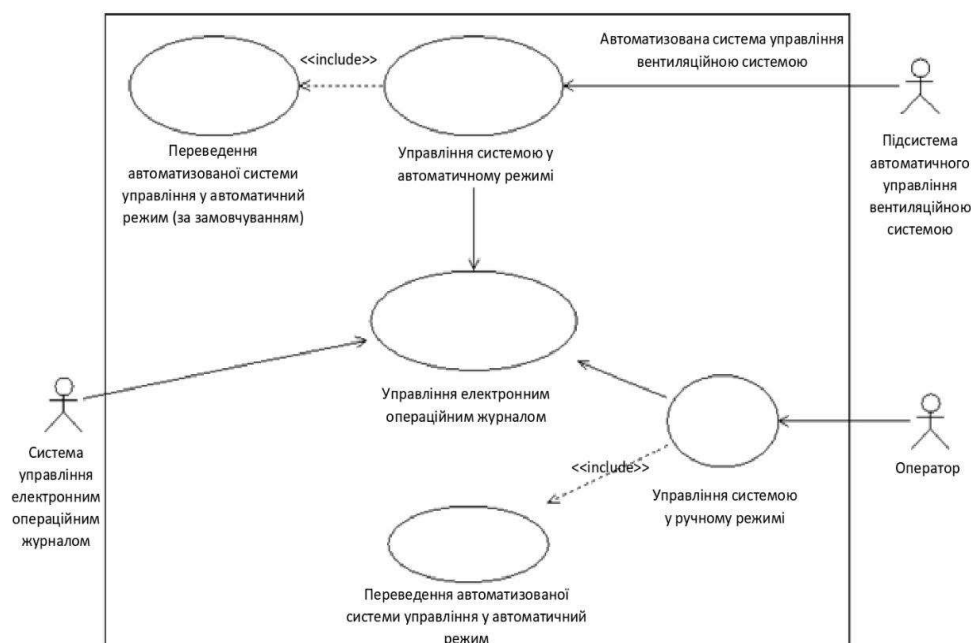 Автоматизована система управління
вентиляційною системою
<<include>>
Переведення
автоматизованої системи
управління у автоматичний
режим (за замовчуванням)
Управління системою у
автоматичному режимі
Підсистема
автоматичного
управління
вентиляційною
системою
Управління електронним
операційним журналом
Система
управління
електронним
операційним
журналом
<<include>>
Управління системою
у ручному режимі
Оператор
Переведення автоматизованої
системи управління у автоматичний
режим